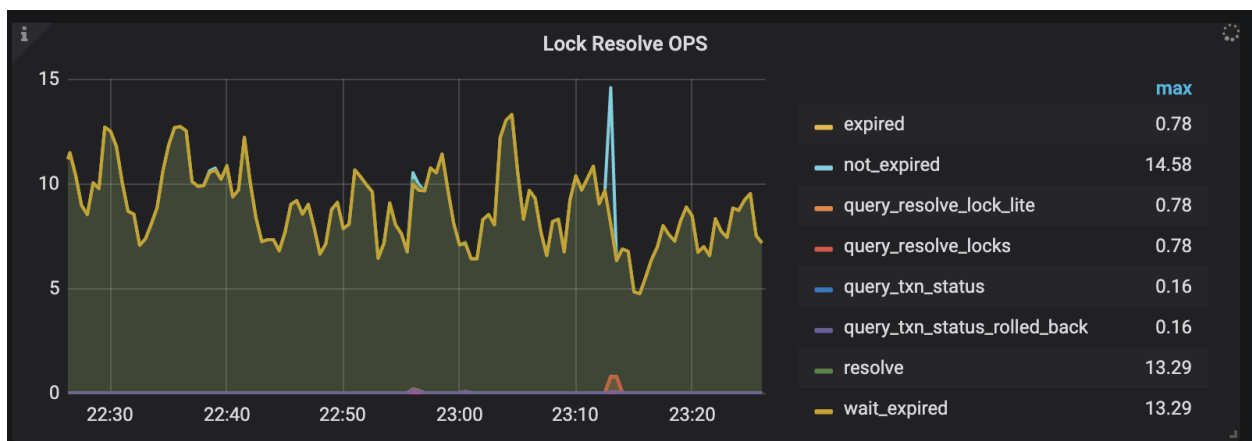 i
Lock Resolve OPS
15
10
5
0
22:30 22:40 22:50 23:00 23:10 23:20
max
expired 0.78
not_expired 14.58
query_resolve_lock_lite 0.78
query_resolve_locks 0.78
query_txn_status 0.16
query_txn_status_rolled_back 0.16
resolve 13.29
wait_expired 13.29